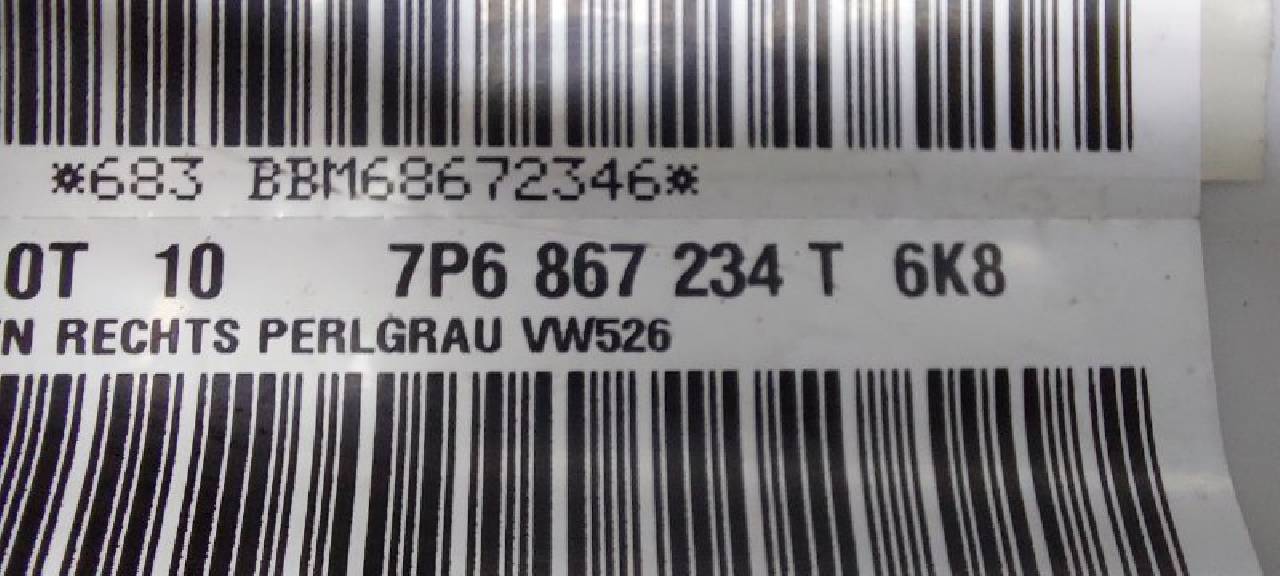 *683 BBM68672346*
0T 10 7P6 867 234 T 6K8
N RECHTS PERLGRAU VW526